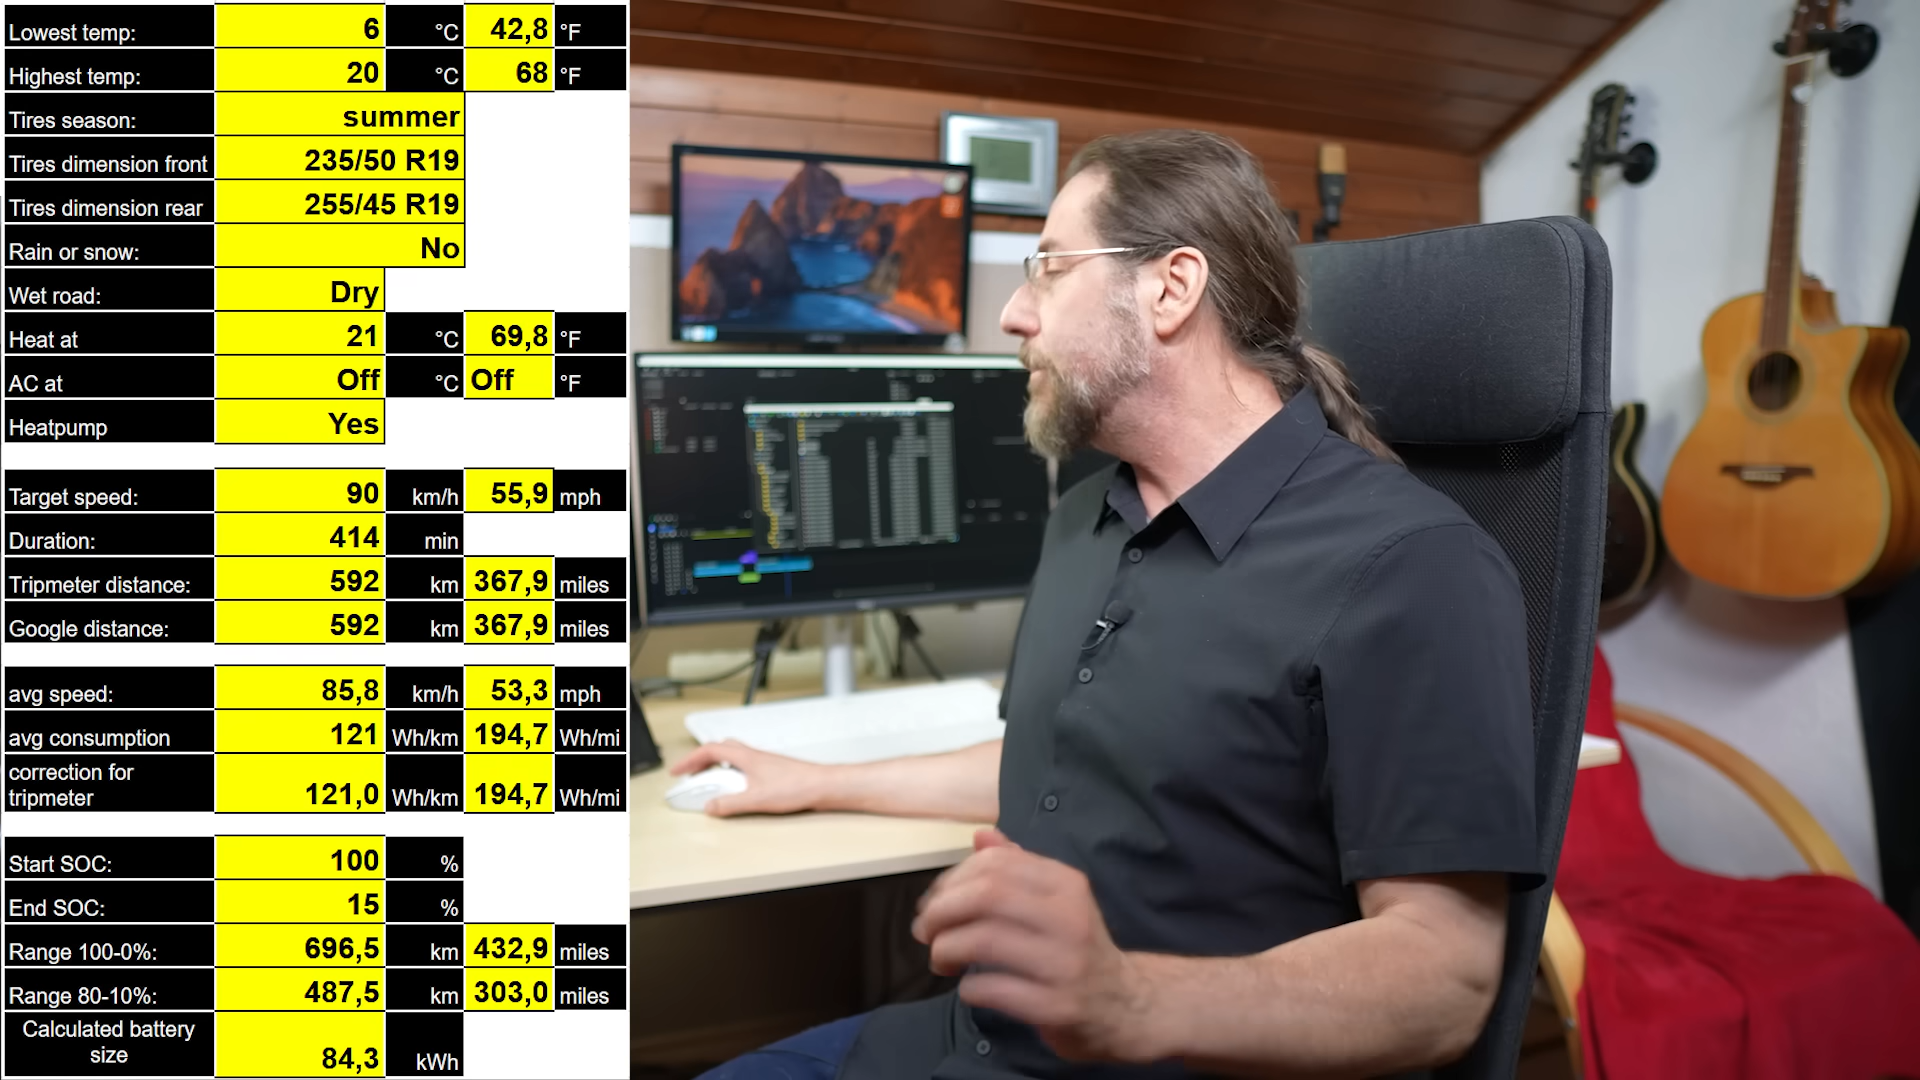 Lowest temp: 6 °C 42,8 °F
Highest temp: 20 °C 68 °F
Tires season: summer
Tires dimension front 235/50 R19
Tires dimension rear 255/45 R19
Rain or snow: No
Wet road: Dry
Heat at 21 °C 69,8 °F
AC at Off °C Off °F
Heatpump Yes
Target speed: 90 km/h 55,9 mph
Duration: 414 min
Tripmeter distance: 592 km 367,9 miles
Google distance: 592 km 367,9 miles
avg speed: 85,8 km/h 53,3 mph
avg consumption 121 Wh/km 194,7 Wh/mi
correction for
tripmeter 121,0 Wh/km 194,7 Wh/mi
Start SOC: 100 %
End SOC: 15 %
Range 100-0%: 696,5 km 432,9 miles
Range 80-10%: 487,5 km 303,0 miles
Calculated battery
size 84,3 kWh